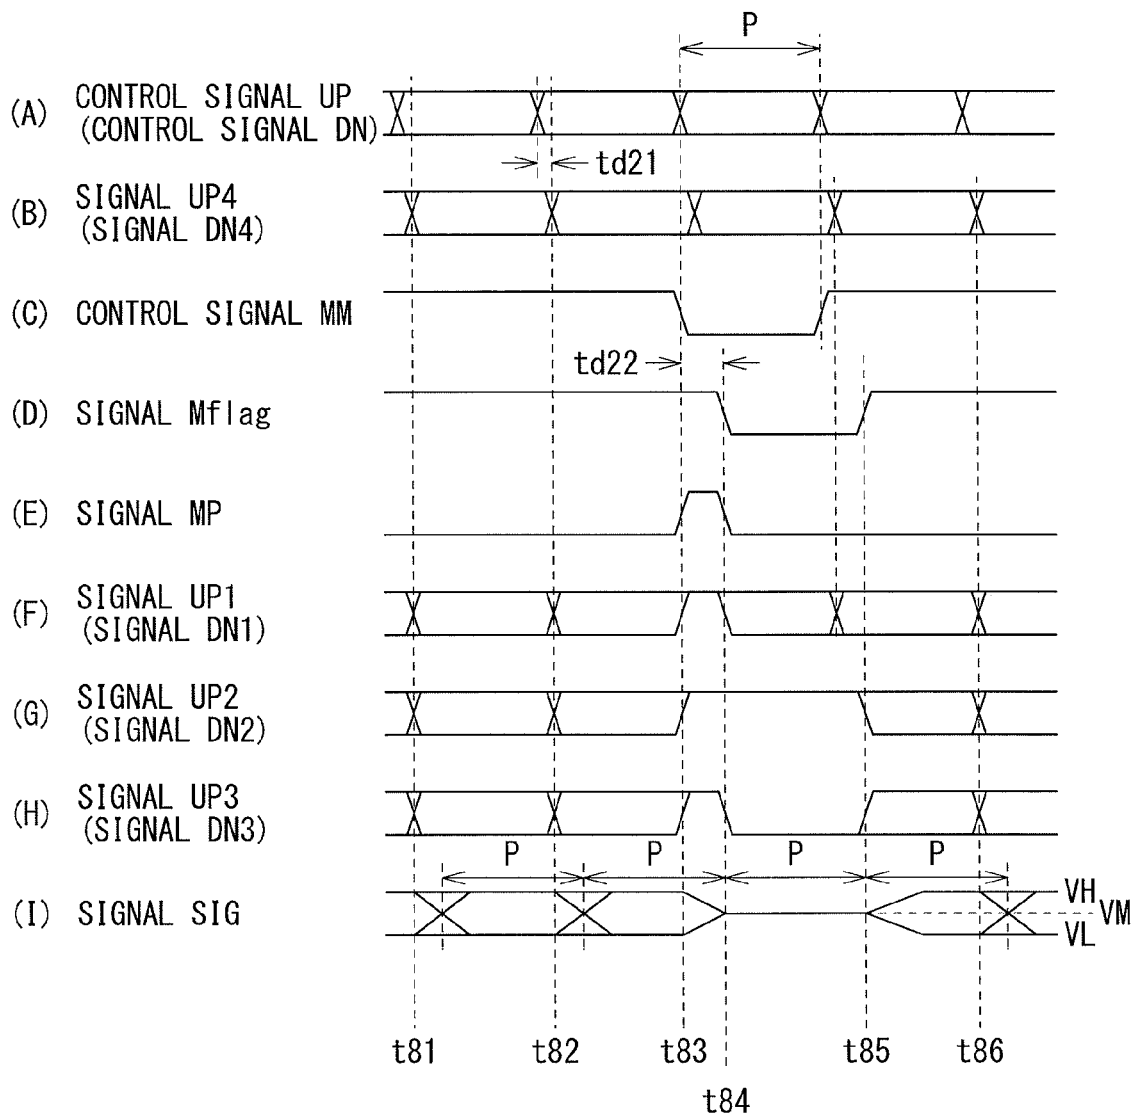 P
(A) CONTROL SIGNAL UP
(CONTROL SIGNAL DN)
td21
(B) SIGNAL UP4
(SIGNAL DN4)
(C) CONTROL SIGNAL MM
td22
(D) SIGNAL Mflag
(E) SIGNAL MP
(F) SIGNAL UP1
(SIGNAL DN1)
(G) SIGNAL UP2
(SIGNAL DN2)
(H) SIGNAL UP3
(SIGNAL DN3)
P P P P
(I) SIGNAL SIG
VH
VM
VL
t81 t82 t83 t85 t86
t84